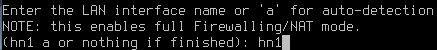 Enter the LAN interface name or 'a' for auto-detection
NOTE: this enables full Firewalling/NAT mode.
(hn1 a or nothing if finished): hn1